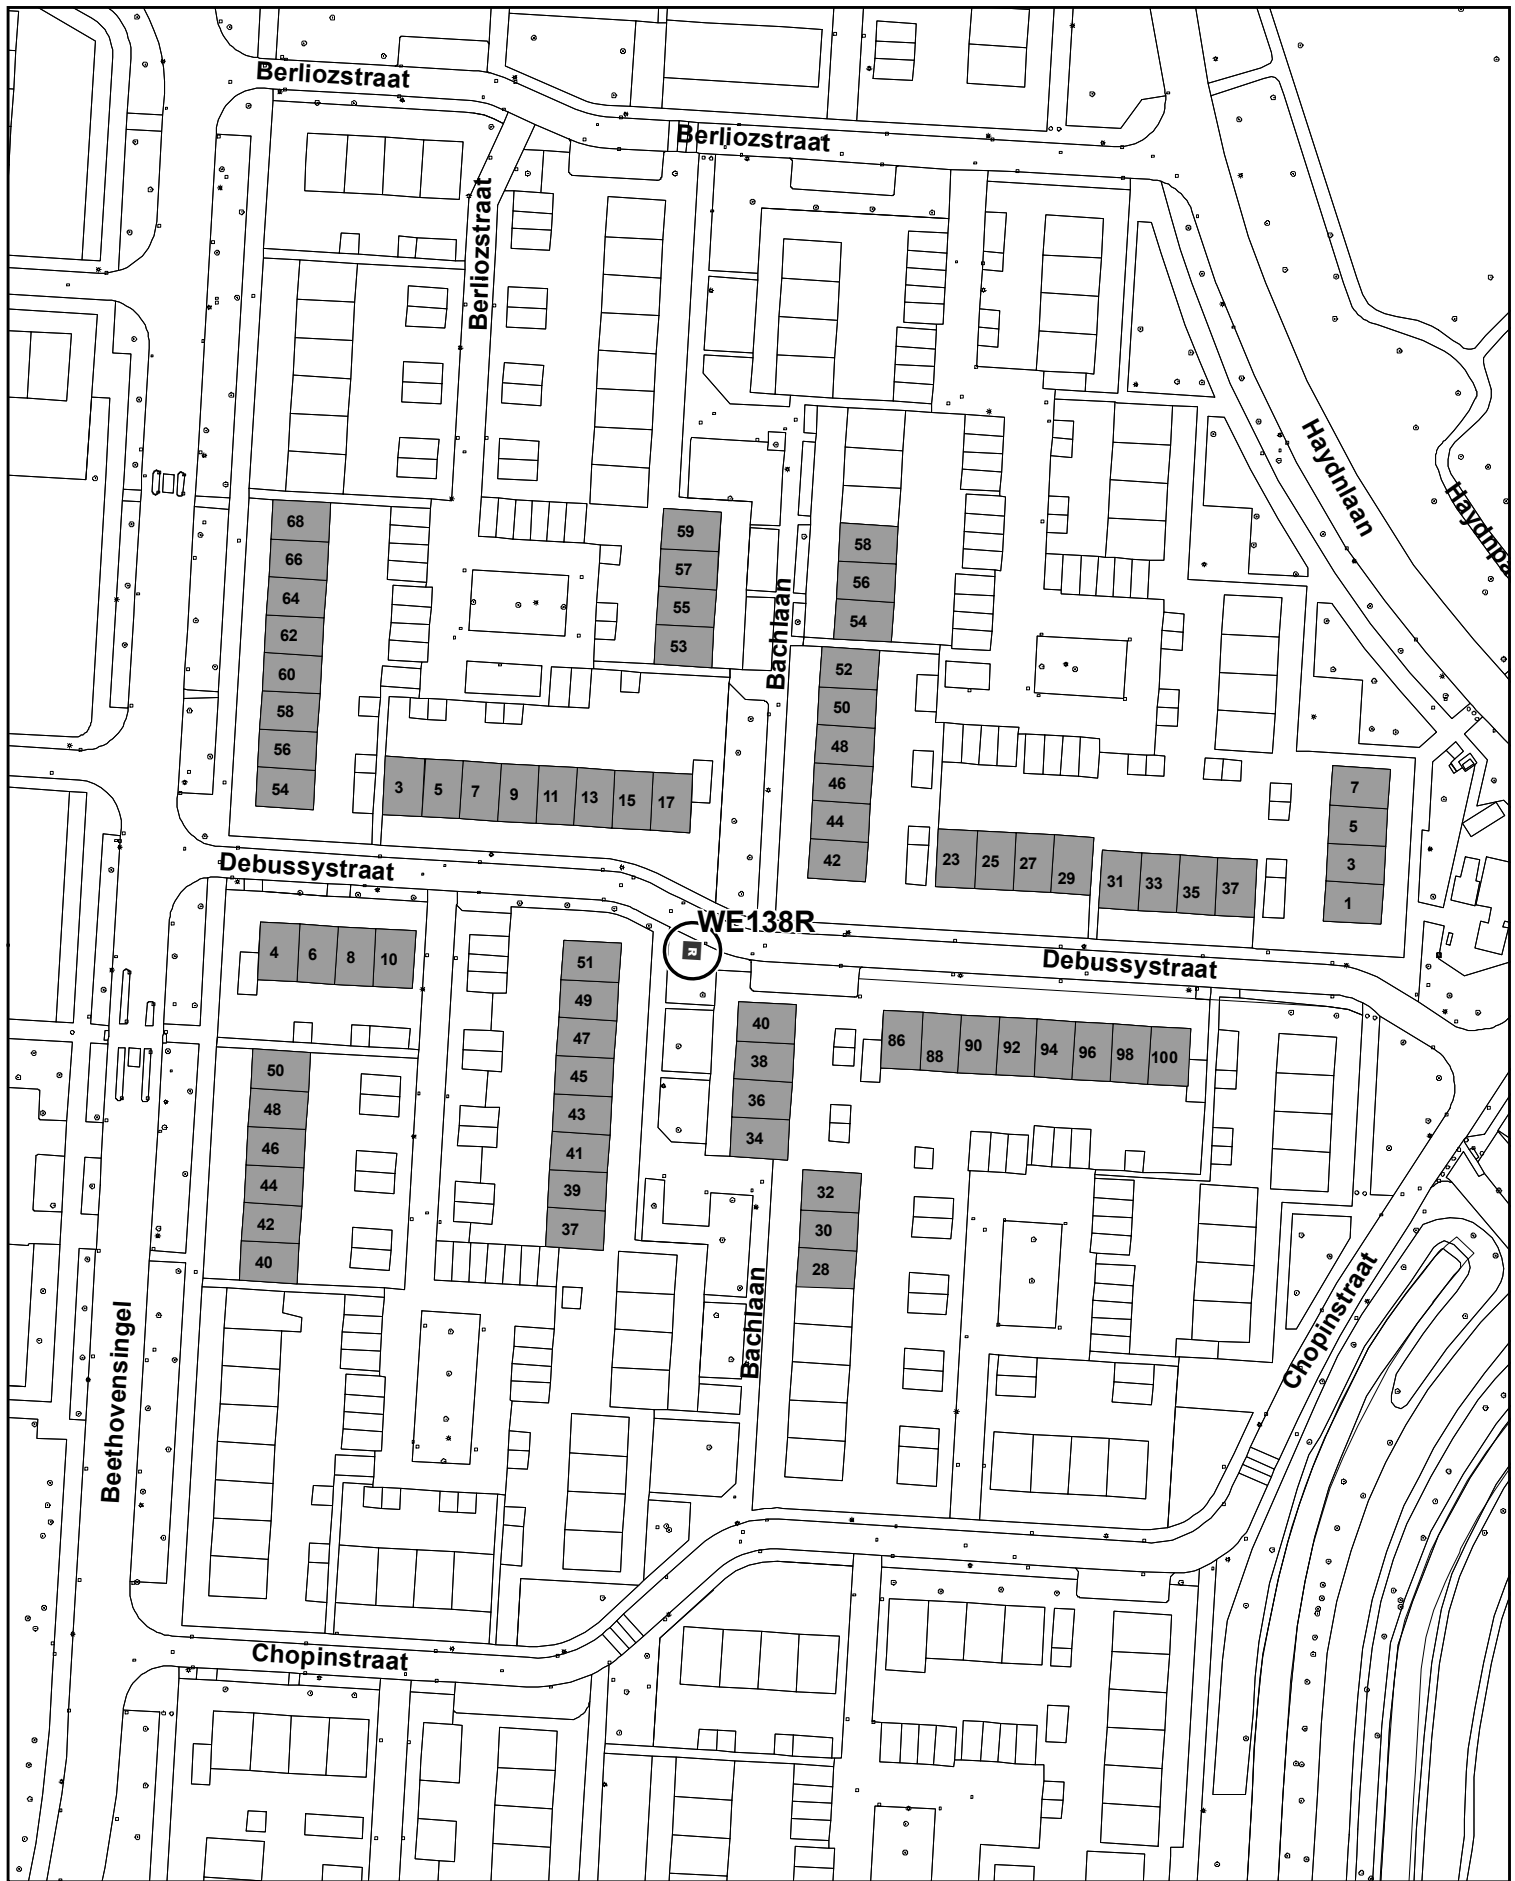 Berliozstraat
Berliozstraat
Berliozstraat
Haydnlaan
Haydnpa
68
66
64
62
60
58
56
54
59
57
55
53
58
56
54
Bachlaan
52
50
48
46
44
42
3 5 7 9 11 13 15 17
7
5
3
1
23 25 27 29 31 33 35 37
Debussystraat
WE138R
R
Debussystraat
4 6 8 10
51
49
47
45
43
41
39
37
40
38
36
34
86 88 90 92 94 96 98 100
50
48
46
44
42
40
32
30
28
Bachlaan
Beethovensingel
Chopinstraat
Chopinstraat